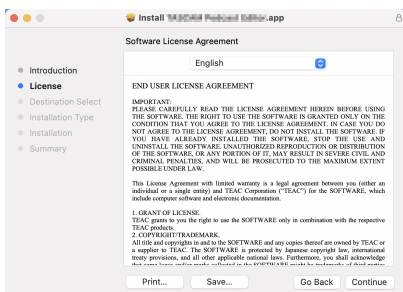 Install .app
Software License Agreement
English
Introduction
License
Destination Select
Installation Type
Installation
Summary
END USER LICENSE AGREEMENT
IMPORTANT:
PLEASE CAREFULLY READ THE LICENSE AGREEMENT HEREIN BEFORE USING
THE SOFTWARE. THE RIGHT TO USE THE SOFTWARE IS GRANTED ONLY ON THE
CONDITION THAT YOU AGREE TO THE LICENSE AGREEMENT. IN CASE YOU DO
NOT AGREE TO THE LICENSE AGREEMENT, DO NOT INSTALL THE SOFTWARE. IF
YOU HAVE ALREADY INSTALLED THE SOFTWARE, STOP THE USE AND
UNINSTALL THE SOFTWARE. UNAUTHORIZED REPRODUCTION OR DISTRIBUTION
OF THE SOFTWARE, OR ANY PORTION OF IT, MAY RESULT IN SEVERE CIVIL AND
CRIMINAL PENALTIES, AND WILL BE PROSECUTED TO THE MAXIMUM EXTENT
POSSIBLE UNDER LAW.
This License Agreement with limited warranty is a legal agreement between you (either an
individual or a single entity) and TEAC Corporation ("TEAC") for the SOFTWARE, which
include computer software and electronic documentation.
1. GRANT OF LICENSE.
TEAC grants to you the right to use the SOFTWARE only in combination with the respective
TEAC products.
2. COPYRIGHT/TRADEMARK.
All title and copyrights in and to the SOFTWARE and any copies thereof are owned by TEAC or
a supplier to TEAC. The SOFTWARE is protected by Japanese copyright law, international
treaty provisions, and all other applicable national laws. Furthermore, you shall acknowledge
Print... Save... Go Back Continue